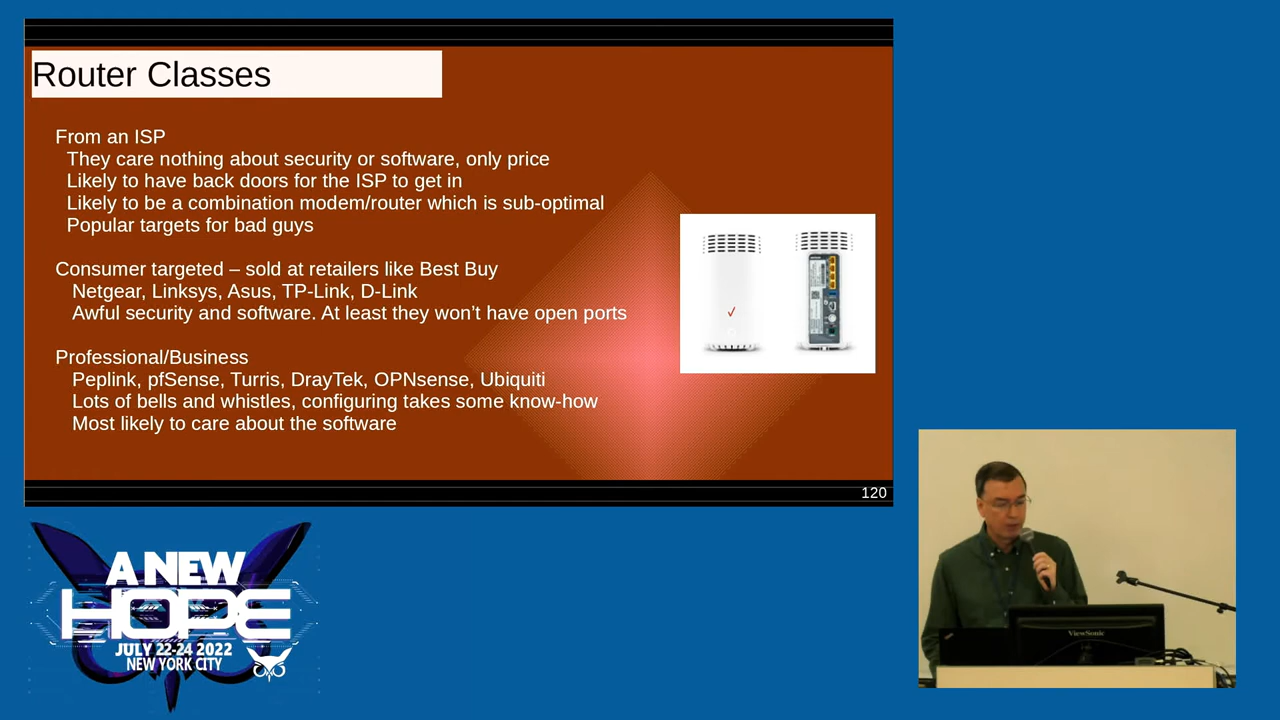 Router Classes
From an ISP
They care nothing about security or software, only price
Likely to have back doors for the ISP to get in
Likely to be a combination modem/router which is sub-optimal
Popular targets for bad guys
Consumer targeted – sold at retailers like Best Buy
Netgear, Linksys, Asus, TP-Link, D-Link
Awful security and software. At least they won’t have open ports
Professional/Business
Peplink, pfSense, Turris, DrayTek, OPNsense, Ubiquiti
Lots of bells and whistles, configuring takes some know-how
Most likely to care about the software
120
A NEW
HOPE
JULY 22-24 2022
NEW YORK CITY
ViewSonic